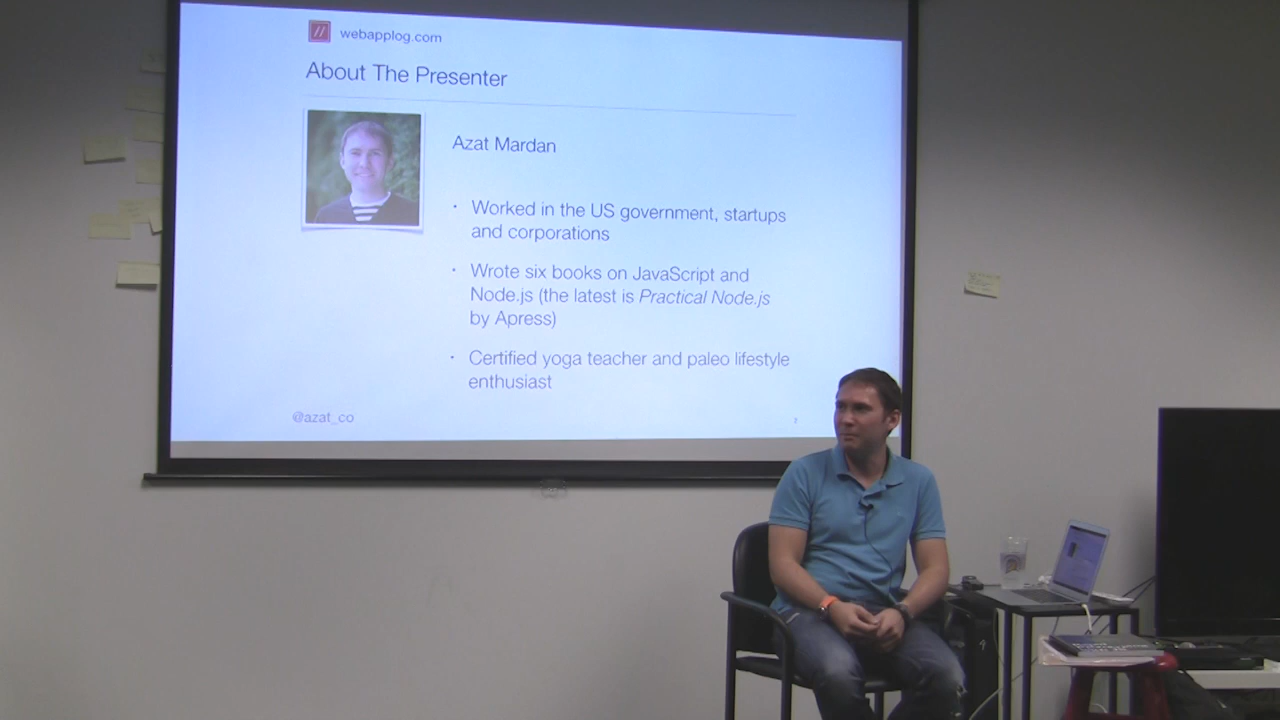 webapplog.com
About The Presenter
Azat Mardan
• Worked in the US government, startups
and corporations
• Wrote six books on JavaScript and
Node.js (the latest is Practical Node.js
by Apress)
• Certified yoga teacher and paleo lifestyle
enthusiast
@azat_co